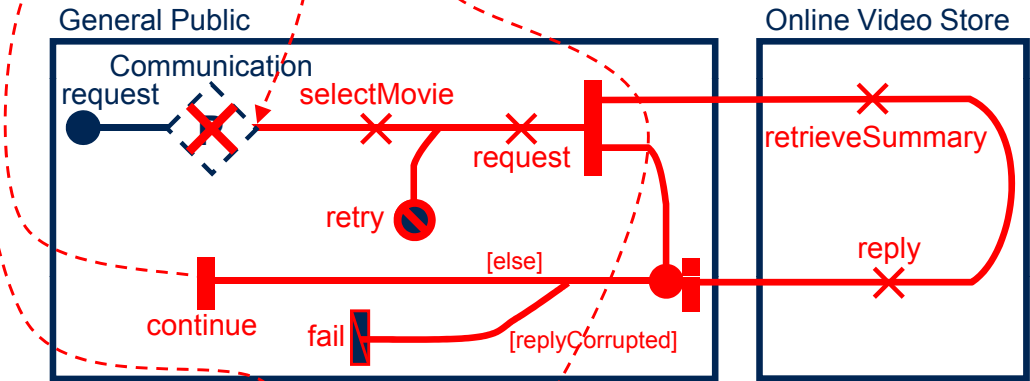 General Public
Online Video Store
Communication
request
selectMovie
request
retrieveSummary
retry
reply
[else]
continue
fail
[replyCorrupted]